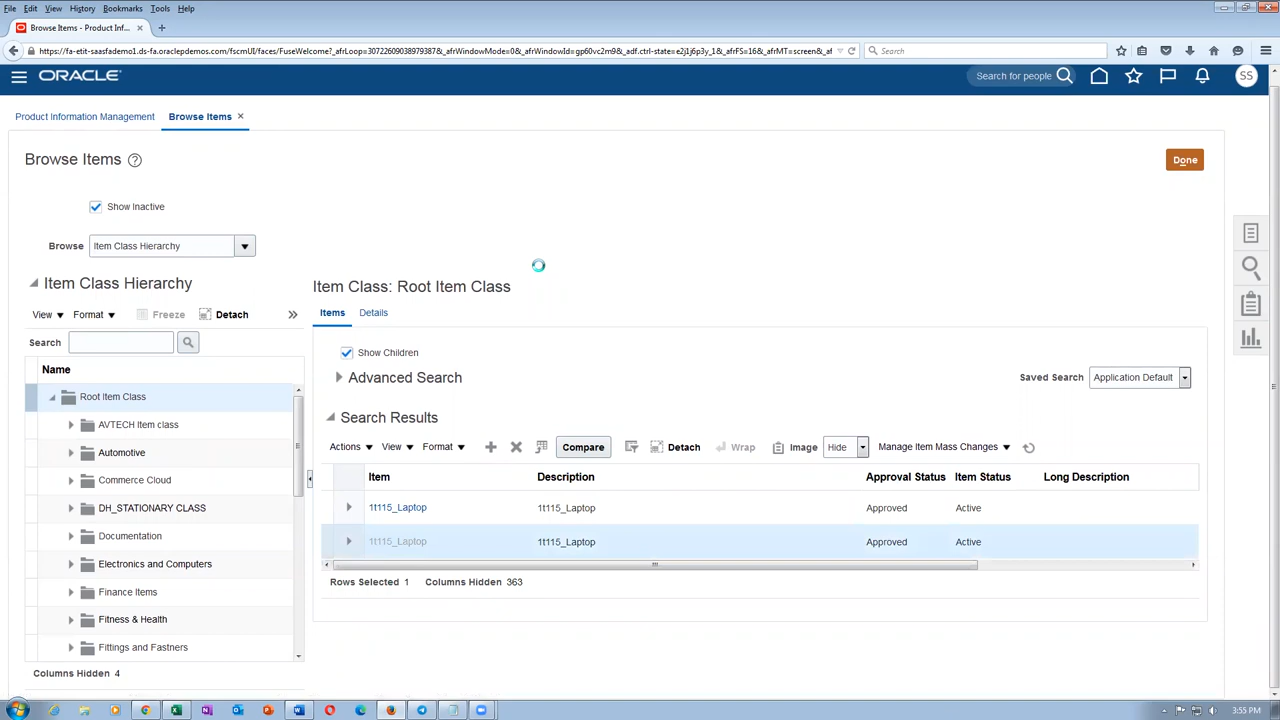 File Edit View History Bookmarks Tools Help
Browse Items - Product Inf...
https://fa-etit-saasfademo1.ds-fa.oraclepdemos.com/fscmUI/faces/FuseWelcome?_afrLoop=30722609038979387&_afrWindowMode=0&_afrWindowId=gp60vc2m9&_adf.ctrl-state=e2j1j6p3y_1&_afrFS=16&_afrMT=screen&_af Search
ORACLE Search for people SS
Product Information Management Browse Items
Browse Items ? Done
Show Inactive
Browse Item Class Hierarchy
Item Class Hierarchy
Item Class: Root Item Class
View Format Freeze Detach »
Items Details
Search
Show Children
Name
Advanced Search Saved Search Application Default
Root Item Class
AVTECH Item class
Automotive
Commerce Cloud
DH_STATIONARY CLASS
Documentation
Electronics and Computers
Finance Items
Fitness & Health
Fittings and Fastners
Columns Hidden 4
Search Results
Actions View Format Compare Detach Wrap Image Hide Manage Item Mass Changes
Item Description Approval Status Item Status Long Description
1t115_Laptop 1t115_Laptop Approved Active
1t115_Laptop 1t115_Laptop Approved Active
Rows Selected 1 Columns Hidden 363
3:55 PM